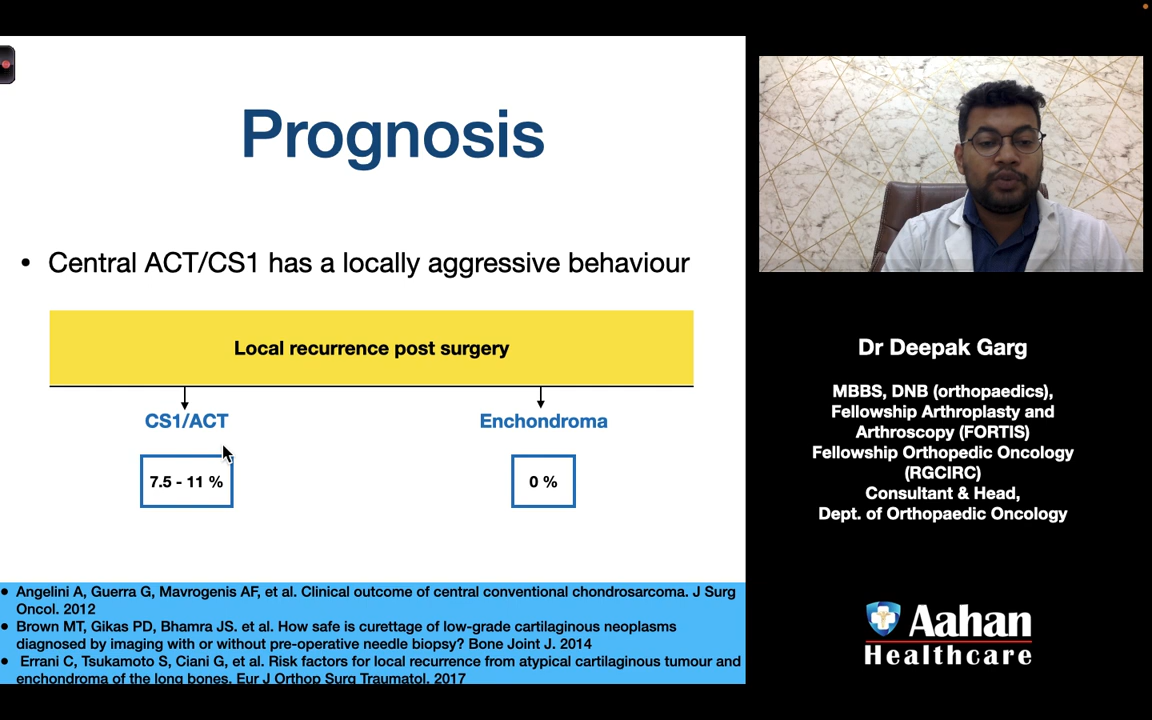 Prognosis
• Central ACT/CS1 has a locally aggressive behaviour
Local recurrence post surgery
CS1/ACT
Enchondroma
7.5 - 11 %
0 %
• Angelini A, Guerra G, Mavrogenis AF, et al. Clinical outcome of central conventional chondrosarcoma. J Surg
Oncol. 2012
• Brown MT, Gikas PD, Bhamra JS. et al. How safe is curettage of low-grade cartilaginous neoplasms
diagnosed by imaging with or without pre-operative needle biopsy? Bone Joint J. 2014
• Errani C, Tsukamoto S, Ciani G, et al. Risk factors for local recurrence from atypical cartilaginous tumour and
enchondroma of the long bones. Eur J Orthop Surg Traumatol. 2017
Dr Deepak Garg
MBBS, DNB (orthopaedics),
Fellowship Arthroplasty and
Arthroscopy (FORTIS)
Fellowship Orthopedic Oncology
(RGCIRC)
Consultant & Head,
Dept. of Orthopaedic Oncology
Aahan
Healthcare